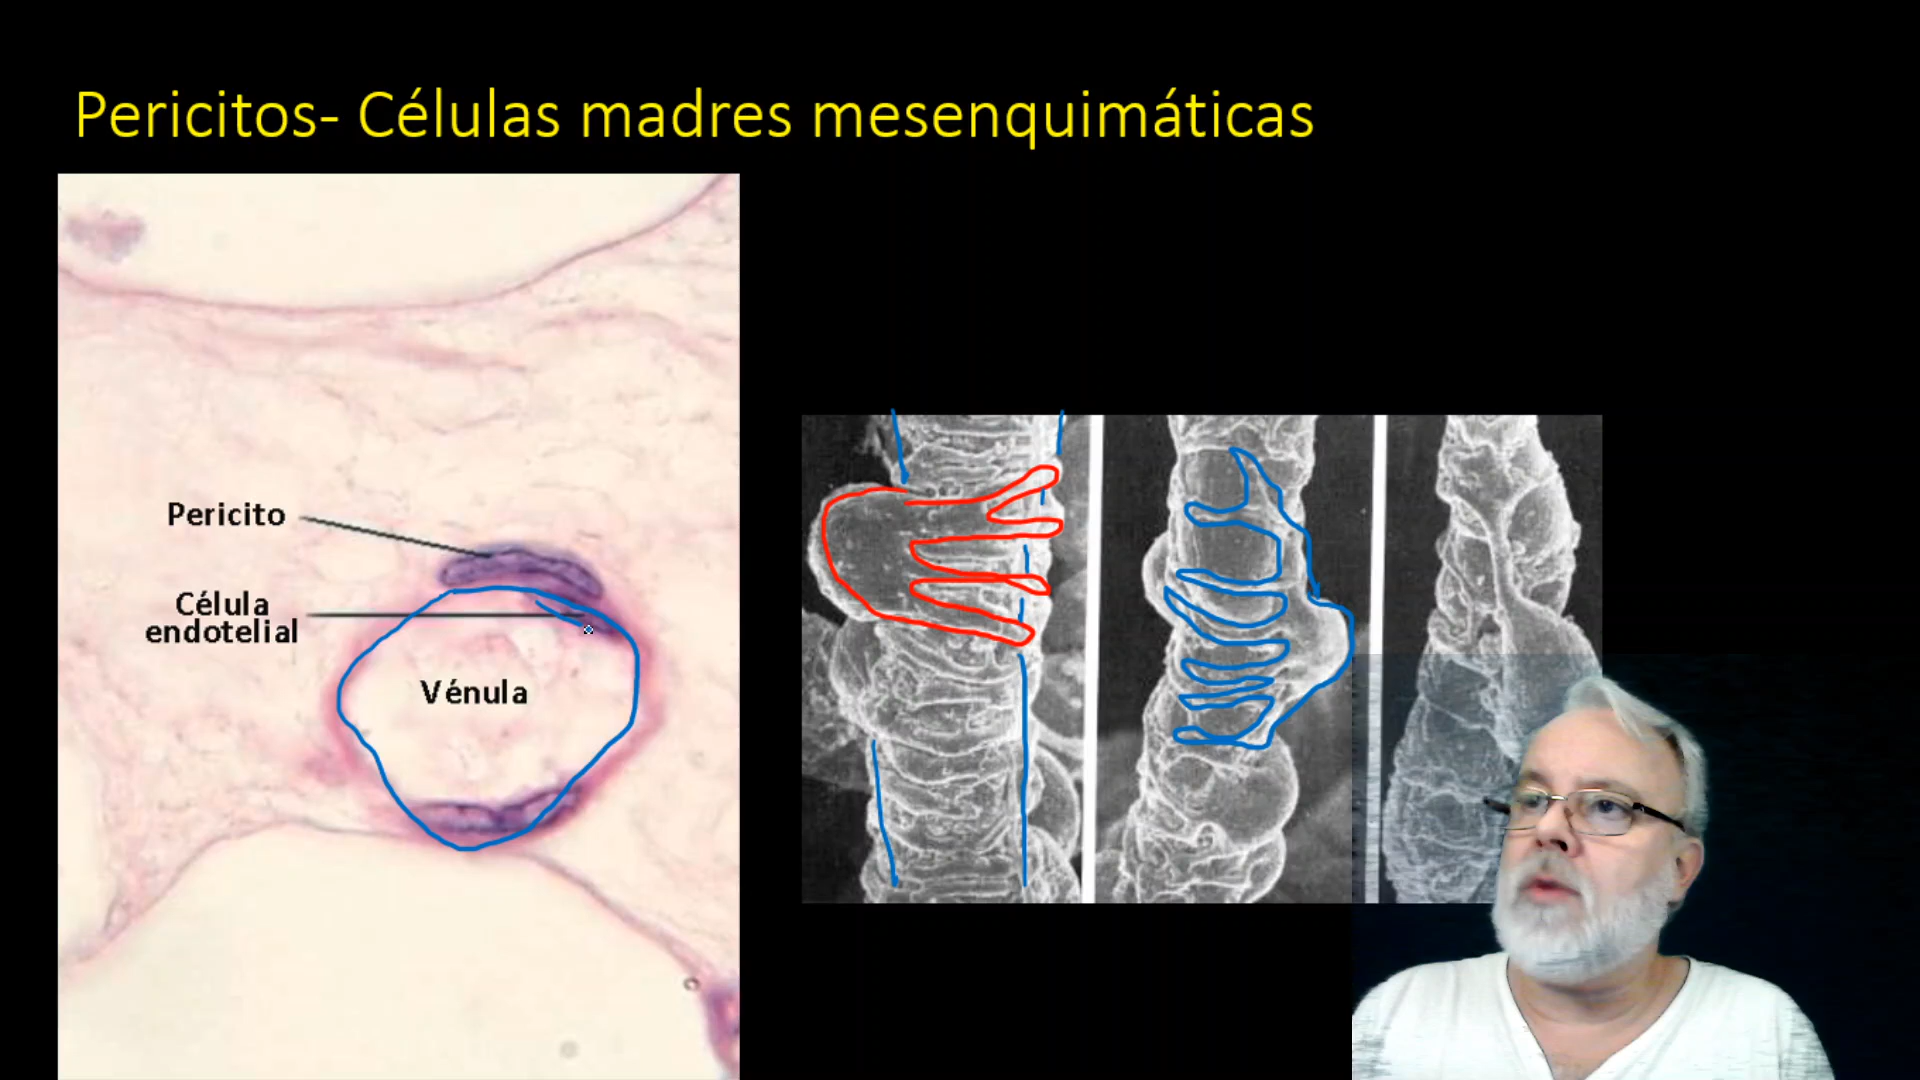 Pericitos- Células madres mesenquimáticas
Pericito
Célula
endotelial
Vénula